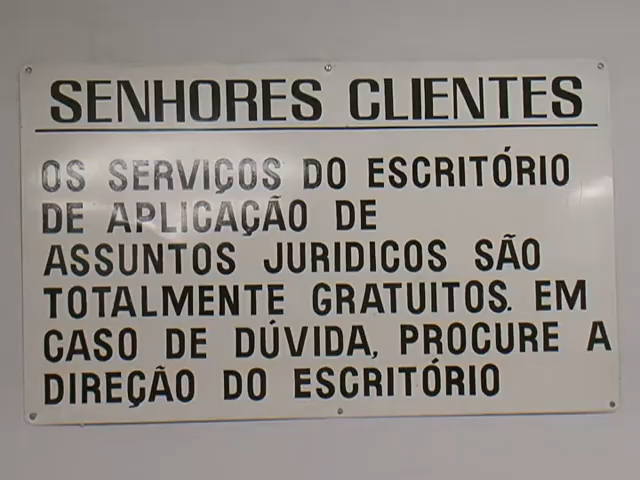 SENHORES CLIENTES
OS SERVIÇOS DO ESCRITÓRIO
DE APLICAÇÃO DE
ASSUNTOS JURIDICOS SÃO
TOTALMENTE GRATUITOS. EM
CASO DE DÚVIDA, PROCURE A
DIREÇÃO DO ESCRITÓRIO